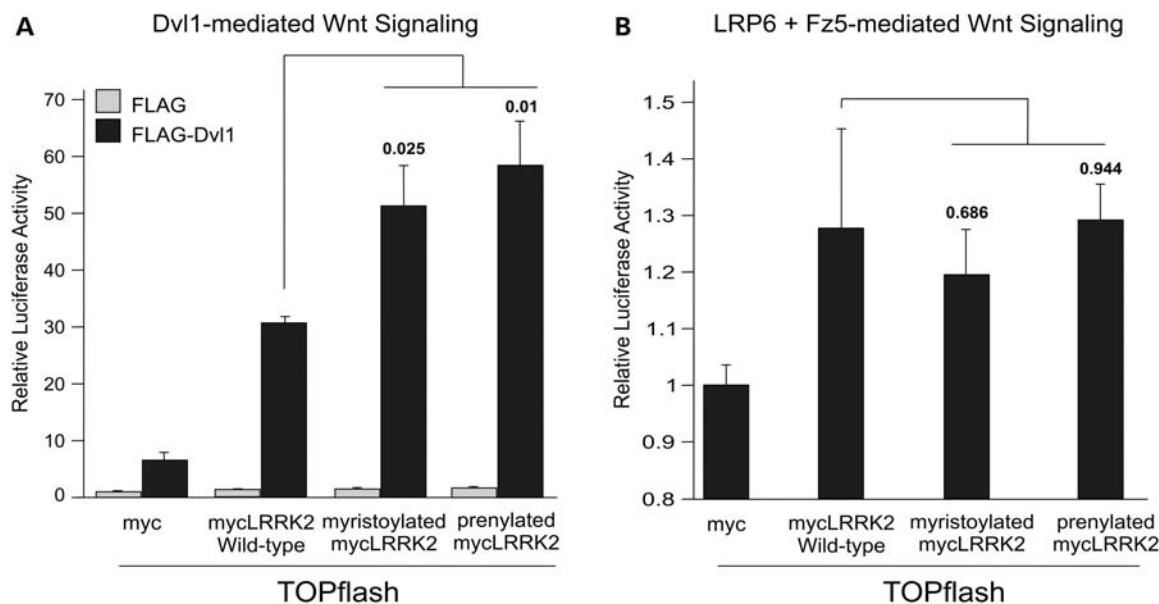 A
Dvl1-mediated Wnt Signaling
FLAG
FLAG-Dvl1
Relative Luciferase Activity
70
60
50
40
30
20
10
0
0.025
0.01
myc
mycLRRK2
Wild-type
myristoylated
mycLRRK2
prenylated
mycLRRK2
TOPflash
B
LRP6 + Fz5-mediated Wnt Signaling
Relative Luciferase Activity
1.5
1.4
1.3
1.2
1.1
1
0.9
0.8
0.686
0.944
myc
mycLRRK2
Wild-type
myristoylated
mycLRRK2
prenylated
mycLRRK2
TOPflash